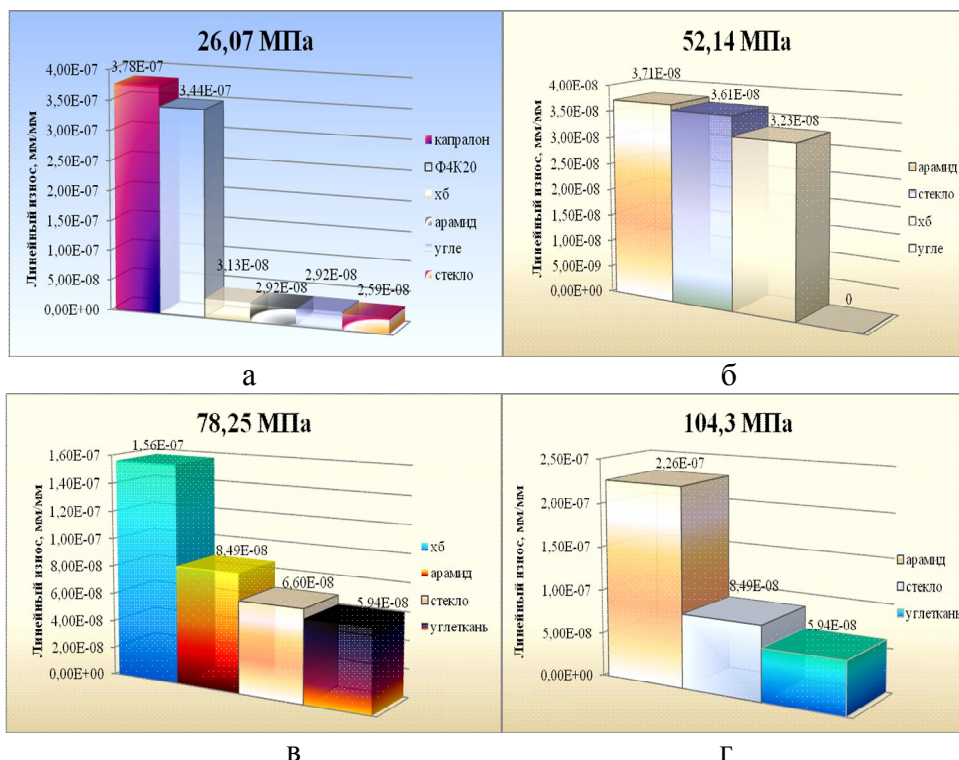 26,07 МПа
Линейный износ, мм/мм
4,00E-07
3,50E-07
3,00E-07
2,50E-07
2,00E-07
1,50E-07
1,00E-07
5,00E-08
0,00E+00
3,78E-07
3,44E-07
3,13E-08
2,92E-08
2,92E-08
2,59E-08
капралон
Ф4К20
хб
арамид
угле
стекло
а
52,14 МПа
Линейный износ, мм/мм
4,00E-08
3,50E-08
3,00E-08
2,50E-08
2,00E-08
1,50E-08
1,00E-08
5,00E-09
0,00E+00
3,71E-08
3,61E-08
3,23E-08
0
арамид
стекло
хб
угле
б
78,25 МПа
Линейный износ, мм/мм
1,60E-07
1,40E-07
1,20E-07
1,00E-07
8,00E-08
6,00E-08
4,00E-08
2,00E-08
0,00E+00
1,56E-07
8,49E-08
6,60E-08
5,94E-08
хб
арамид
стекло
углеткань
в
104,3 МПа
Линейный износ, мм/мм
2,50E-07
2,00E-07
1,50E-07
1,00E-07
5,00E-08
0,00E+00
2,26E-07
8,49E-08
5,94E-08
арамид
стекло
углеткань
г